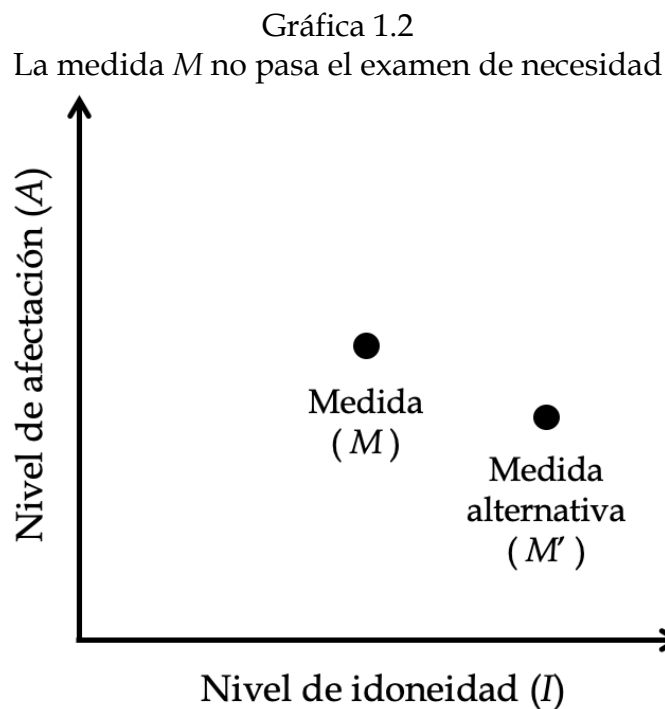 Gráfica 1.2
La medida M no pasa el examen de necesidad
Nivel de afectación (A)
Medida
( M )
Medida
alternativa
( M′ )
Nivel de idoneidad (I)